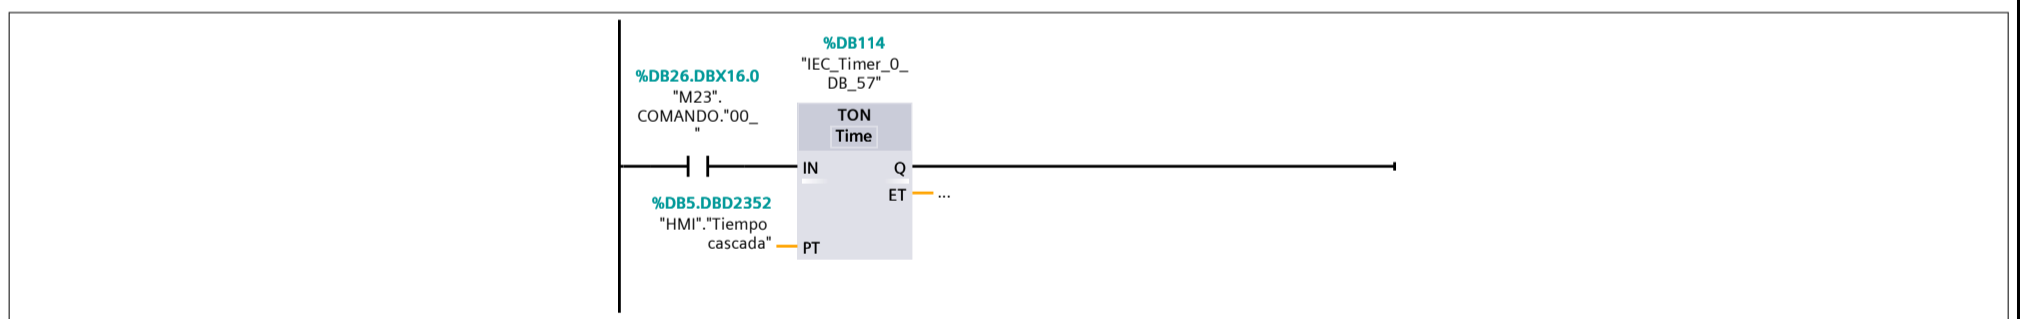 %DB114
"IEC_Timer_0_
DB_57"
%DB26.DBX16.0
"M23".
COMANDO."00_
"
TON
Time
IN
Q
ET
...
%DB5.DBD2352
"HMI"."Tiempo
cascada"
PT